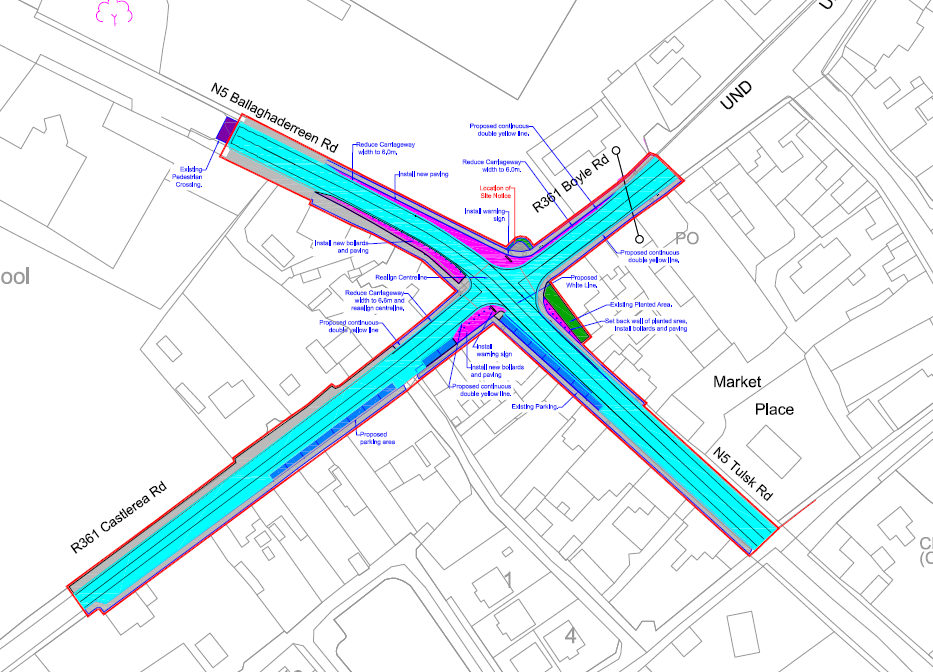 U
UND
N5 Ballaghaderreen Rd
Existing
Pedestrian
Crossing.
Reduce Carriageway
width to 6.0m.
Install new paving
Proposed continuous
double yellow line.
Reduce Carriageway
width to 6.0m.
R361 Boyle Rd
Location of
Site Notice
Install warning
sign
PO
Proposed continuous
double yellow line.
Install new bollards
and paving
Realign Centreline
Proposed
White Line.
Reduce Carriageway
width to 6.6m and
reaalign centreline.
Existing Planted Area.
Proposed continuous
double yellow line
Set back wall of planted area,
Install bollards and paving
Install
warning sign
Install new bollards
and paving
Proposed continuous
double yellow line.
Existing Parking.
Proposed
parking area
Market
Place
N5 Tulsk Rd
R361 Castlerea Rd
ool
1
4